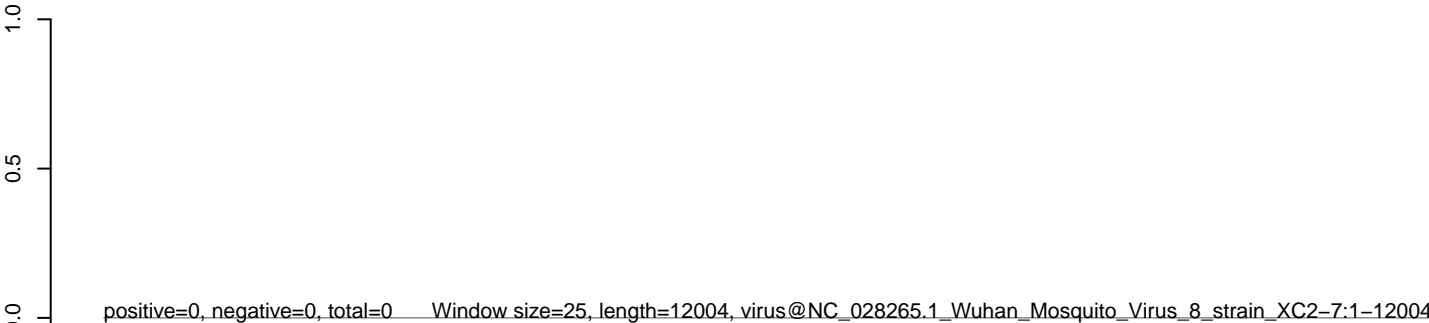 1.0
0.5
0.0
positive=0, negative=0, total=0 Window size=25, length=12004, virus@NC_028265.1_Wuhan_Mosquito_Virus_8_strain_XC2−7:1−12004